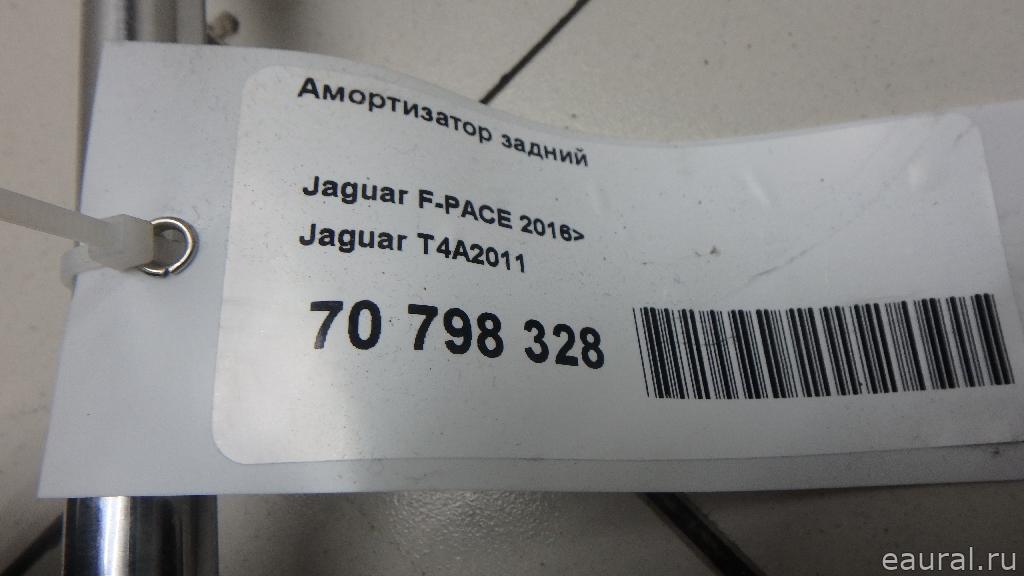 Амортизатор задний
Jaguar F-PACE 2016>
Jaguar T4A2011
70 798 328
eaural.ru